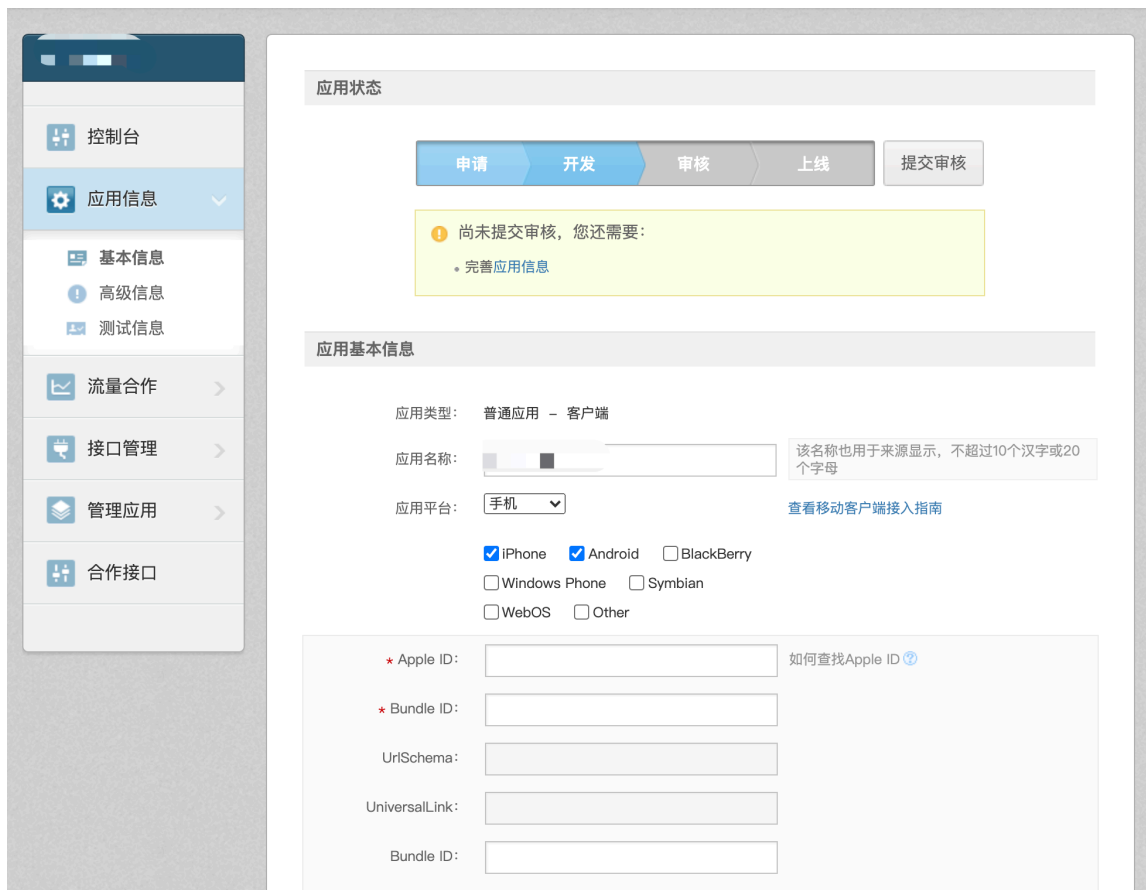 应用状态
控制台
申请 开发 审核 上线 提交审核
应用信息
尚未提交审核，您还需要：
• 完善应用信息
基本信息
高级信息
测试信息
应用基本信息
流量合作
接口管理
管理应用
合作接口
应用类型： 普通应用 – 客户端
应用名称： 该名称也用于来源显示，不超过10个汉字或20
个字母
应用平台： 手机 查看移动客户端接入指南
iPhone Android BlackBerry
Windows Phone Symbian
WebOS Other
* Apple ID： 如何查找Apple ID ?
* Bundle ID：
UrlSchema：
UniversalLink：
Bundle ID：